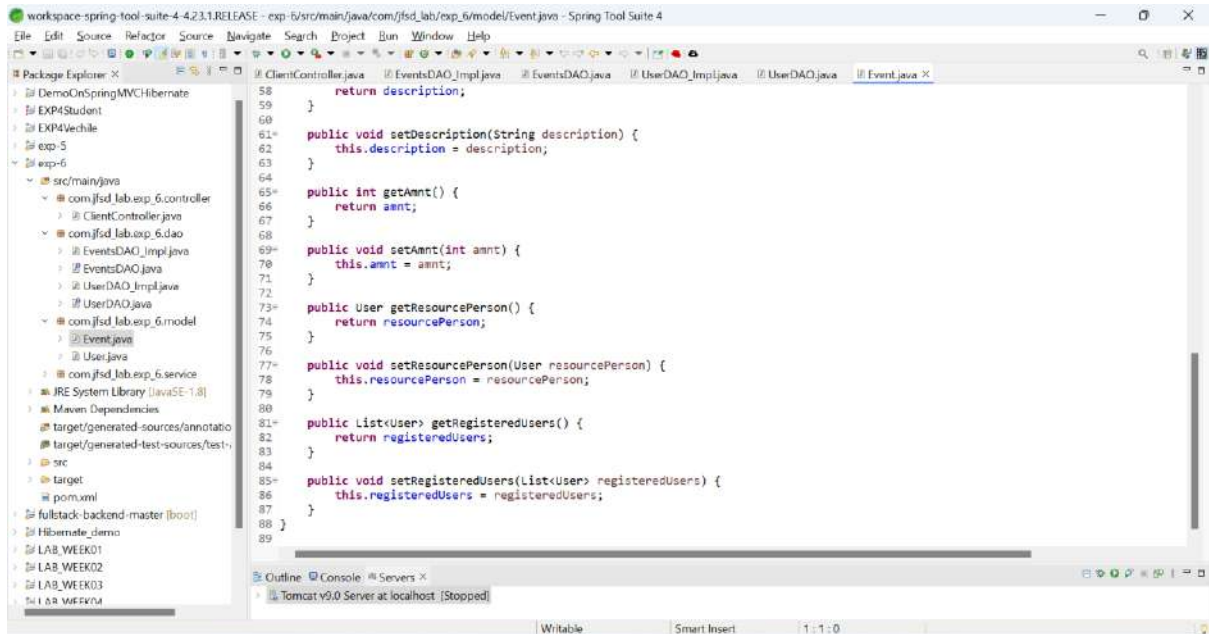 workspace-spring-tool-suite-4-4.23.1.RELEASE - exp-6/src/main/java/com/jfsd_lab/exp_6/model/Event.java - Spring Tool Suite 4
File Edit Source Refactor Source Navigate Search Project Run Window Help
Package Explorer
ClientController.java EventsDAO_Impl.java EventsDAO.java UserDAO_Impl.java UserDAO.java Event.java
DemoOnSpringMVCHibernate
EXP4Student
EXP4Vechile
exp-5
exp-6
src/main/java
com.jfsd_lab.exp_6.controller
ClientController.java
com.jfsd_lab.exp_6.dao
EventsDAO_Impl.java
EventsDAO.java
UserDAO_Impl.java
UserDAO.java
com.jfsd_lab.exp_6.model
Event.java
User.java
com.jfsd_lab.exp_6.service
JRE System Library [JavaSE-1.8]
Maven Dependencies
target/generated-sources/annotatio
target/generated-test-sources/test-
src
target
pom.xml
fullstack-backend-master [boot]
Hibernate_demo
LAB_WEEK01
LAB_WEEK02
LAB_WEEK03
LAB_WEEK04
58 return description;
59 }
60
61 public void setDescription(String description) {
62 this.description = description;
63 }
64
65 public int getAmnt() {
66 return amnt;
67 }
68
69 public void setAmnt(int amnt) {
70 this.amnt = amnt;
71 }
72
73 public User getResourcePerson() {
74 return resourcePerson;
75 }
76
77 public void setResourcePerson(User resourcePerson) {
78 this.resourcePerson = resourcePerson;
79 }
80
81 public List<User> getRegisteredUsers() {
82 return registeredUsers;
83 }
84
85 public void setRegisteredUsers(List<User> registeredUsers) {
86 this.registeredUsers = registeredUsers;
87 }
88 }
89
Outline Console Servers
Tomcat v9.0 Server at localhost [Stopped]
Writable Smart Insert 1 : 1 : 0